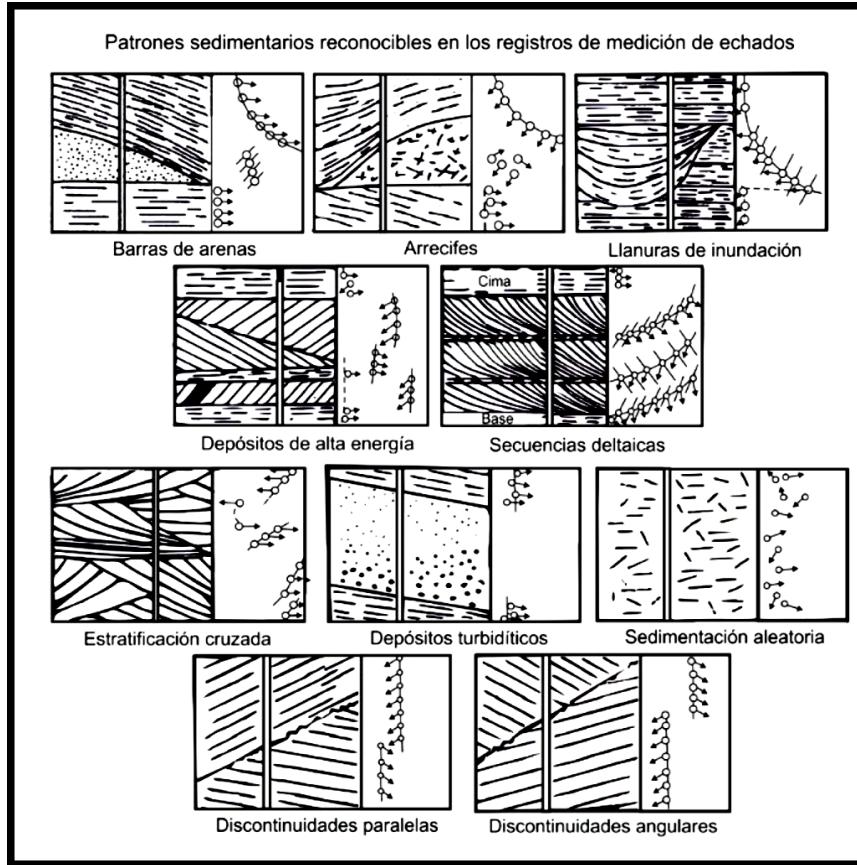 Patrones sedimentarios reconocibles en los registros de medición de echados
Barras de arenas
Arrecifes
Llanuras de inundación
Cima
Base
Depósitos de alta energía
Secuencias deltaicas
Estratificación cruzada
Depósitos turbidíticos
Sedimentación aleatoria
Discontinuidades paralelas
Discontinuidades angulares